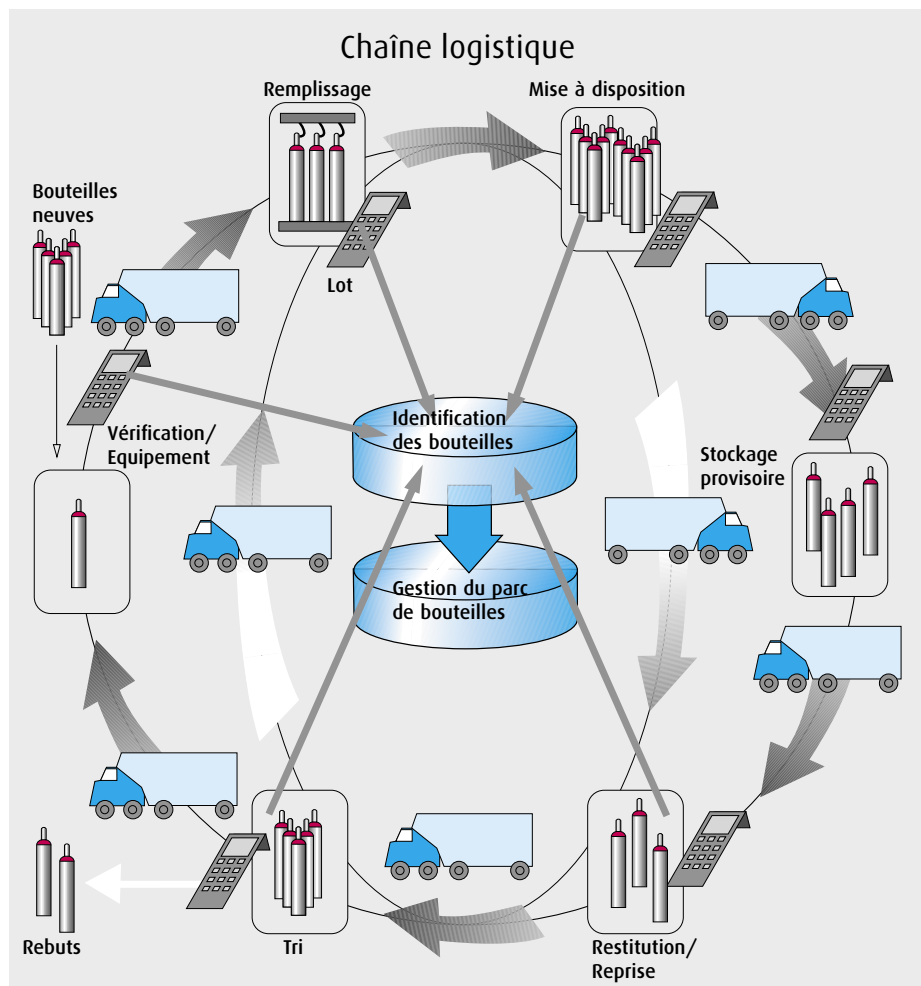 Chaîne logistique
Remplissage
Mise à disposition
Bouteilles
neuves
Lot
Vérification/
Equipement
Identification
des bouteilles
Stockage
provisoire
Gestion du parc
de bouteilles
Rebuts
Tri
Restitution/
Reprise